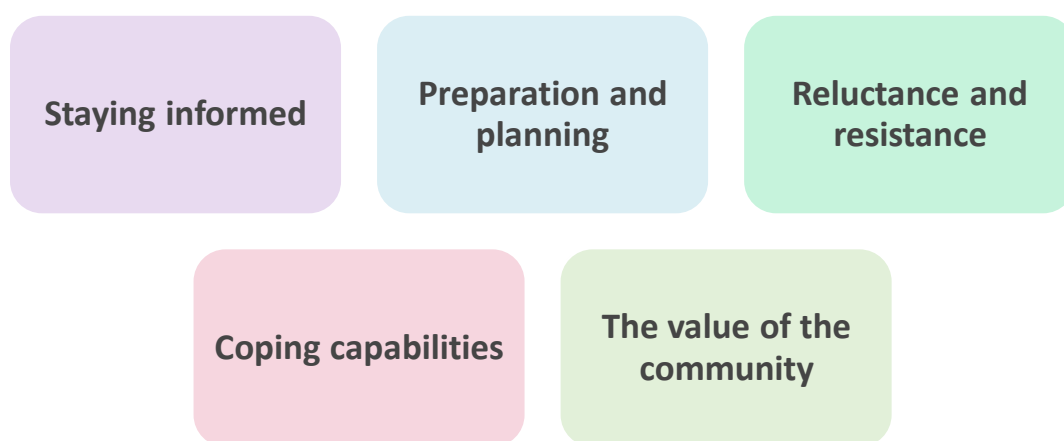 Staying informed
Preparation and
planning
Reluctance and
resistance
Coping capabilities
The value of the
community